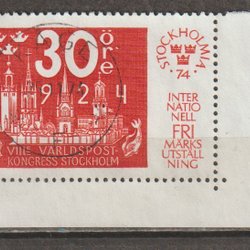 30 öre
1924
VIIIE VÄRLDSPOST-
KONGRESS STOCKHOLM
STOCKHOLMIA
74
INTER
NATIO
NELL
FRI
MÄRKS
UTSTÄLL
NING